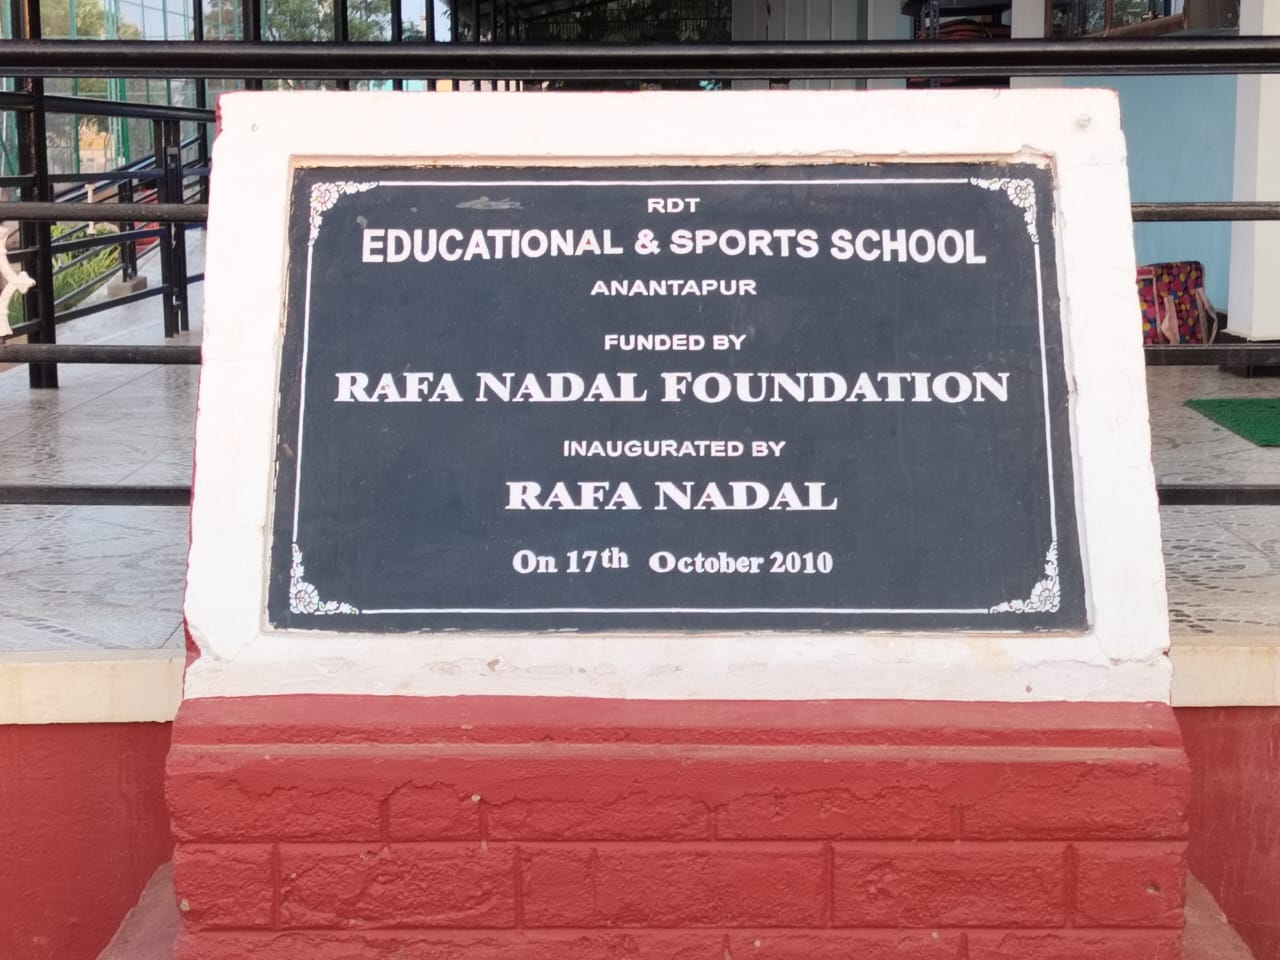 RDT
EDUCATIONAL & SPORTS SCHOOL
ANANTAPUR
FUNDED BY
RAFA NADAL FOUNDATION
INAUGURATED BY
RAFA NADAL
On 17th October 2010